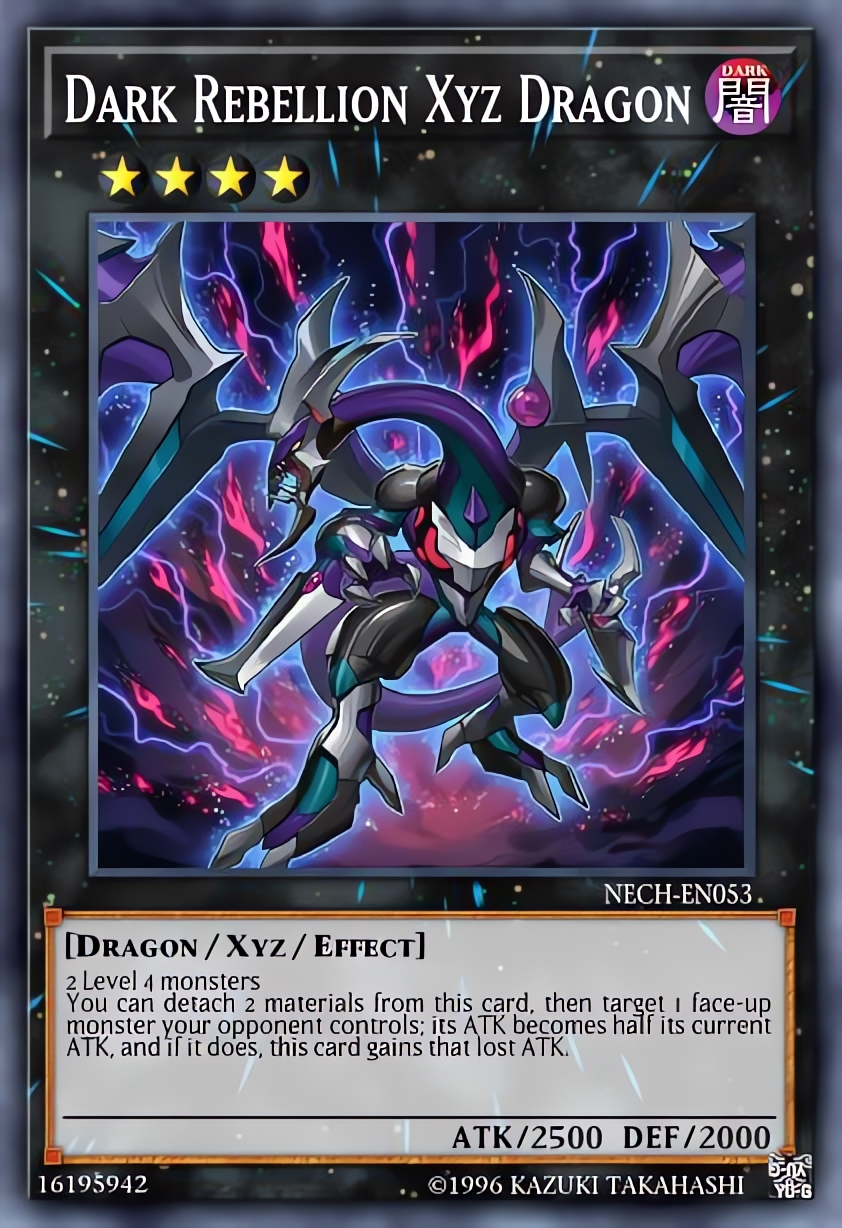 DARK REBELLION XYZ DRAGON
DARK
闇
NECH-EN053
[DRAGON / XYZ / EFFECT]
2 Level 4 monsters
You can detach 2 materials from this card, then target 1 face-up
monster your opponent controls; its ATK becomes half its current
ATK, and if it does, this card gains that lost ATK.
ATK/2500 DEF/2000
16195942
©1996 KAZUKI TAKAHASHI